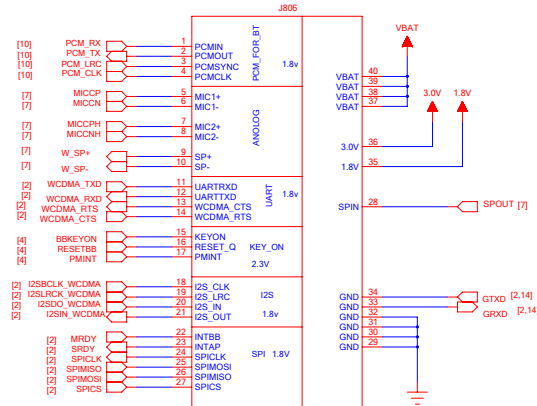 J806
[10] PCM_RX 1 PCMIN
[10] PCM_TX 2 PCMOUT
[10] PCM_LRC 3 PCMSYNC
[10] PCM_CLK 4 PCMCLK
PCM_FOR_BT
1.8v
[7] MICCP 5 MIC1+
MICCN 6 MIC1-
[7] MICCPH 7 MIC2+
MICCNH 8 MIC2-
[7] W_SP+ 9 SP+
[7] W_SP- 10 SP-
ANOLOG
[2] WCDMA_TXD 11 UARTRXD
[2] WCDMA_RXD 12 UARTTXD
[2] WCDMA_RTS 13 WCDMA_CTS
[2] WCDMA_CTS 14 WCDMA_RTS
UART
1.8v
[4] BBKEYON 15 KEYON
[4] RESETBB 16 RESET_Q
[4] PMINT 17 PMINT
KEY_ON
2.3V
[2] I2SBCLK_WCDMA 18 I2S_CLK
[2] I2SLRCK_WCDMA 19 I2S_LRC
[2] I2SDO_WCDMA 20 I2S_IN
[2] I2SIN_WCDMA 21 I2S_OUT
I2S
1.8v
MRDY 22 INTBB
[2] SRDY 23 INTAP
[2] SPICLK 24 SPICLK
[2] SPIMISO 25 SPIMOSI
[2] SPIMOSI 26 SPIMISO
[2] SPICS 27 SPICS
SPI 1.8V
VBAT
VBAT 40
VBAT 39
VBAT 38
VBAT 37
3.0V 1.8V
3.0V 36
1.8V 35
SPIN 28 SPOUT [7]
GND 34 GTXD [2,14]
GND 33 GRXD [2,14
GND 32
GND 31
GND 30
GND 29